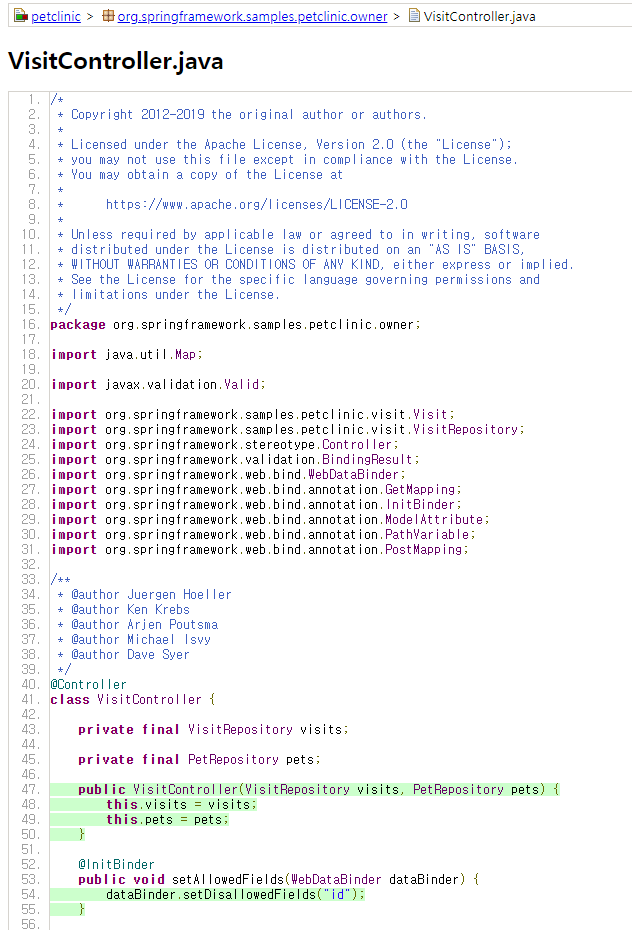 petclinic > org.springframework.samples.petclinic.owner > VisitController.java
VisitController.java
1. /*
2.  * Copyright 2012-2019 the original author or authors.
3.  *
4.  * Licensed under the Apache License, Version 2.0 (the "License");
5.  * you may not use this file except in compliance with the License.
6.  * You may obtain a copy of the License at
7.  *
8.  *      https://www.apache.org/licenses/LICENSE-2.0
9.  *
10.  * Unless required by applicable law or agreed to in writing, software
11.  * distributed under the License is distributed on an "AS IS" BASIS,
12.  * WITHOUT WARRANTIES OR CONDITIONS OF ANY KIND, either express or implied.
13.  * See the License for the specific language governing permissions and
14.  * limitations under the License.
15.  */
16. package org.springframework.samples.petclinic.owner;
17.
18. import java.util.Map;
19.
20. import javax.validation.Valid;
21.
22. import org.springframework.samples.petclinic.visit.Visit;
23. import org.springframework.samples.petclinic.visit.VisitRepository;
24. import org.springframework.stereotype.Controller;
25. import org.springframework.validation.BindingResult;
26. import org.springframework.web.bind.WebDataBinder;
27. import org.springframework.web.bind.annotation.GetMapping;
28. import org.springframework.web.bind.annotation.InitBinder;
29. import org.springframework.web.bind.annotation.ModelAttribute;
30. import org.springframework.web.bind.annotation.PathVariable;
31. import org.springframework.web.bind.annotation.PostMapping;
32.
33. /**
34.  * @author Juergen Hoeller
35.  * @author Ken Krebs
36.  * @author Arjen Poutsma
37.  * @author Michael Isvy
38.  * @author Dave Syer
39.  */
40. @Controller
41. class VisitController {
42.
43.     private final VisitRepository visits;
44.
45.     private final PetRepository pets;
46.
47.     public VisitController(VisitRepository visits, PetRepository pets) {
48.         this.visits = visits;
49.         this.pets = pets;
50.     }
51.
52.     @InitBinder
53.     public void setAllowedFields(WebDataBinder dataBinder) {
54.         dataBinder.setDisallowedFields("id");
55.     }
56.